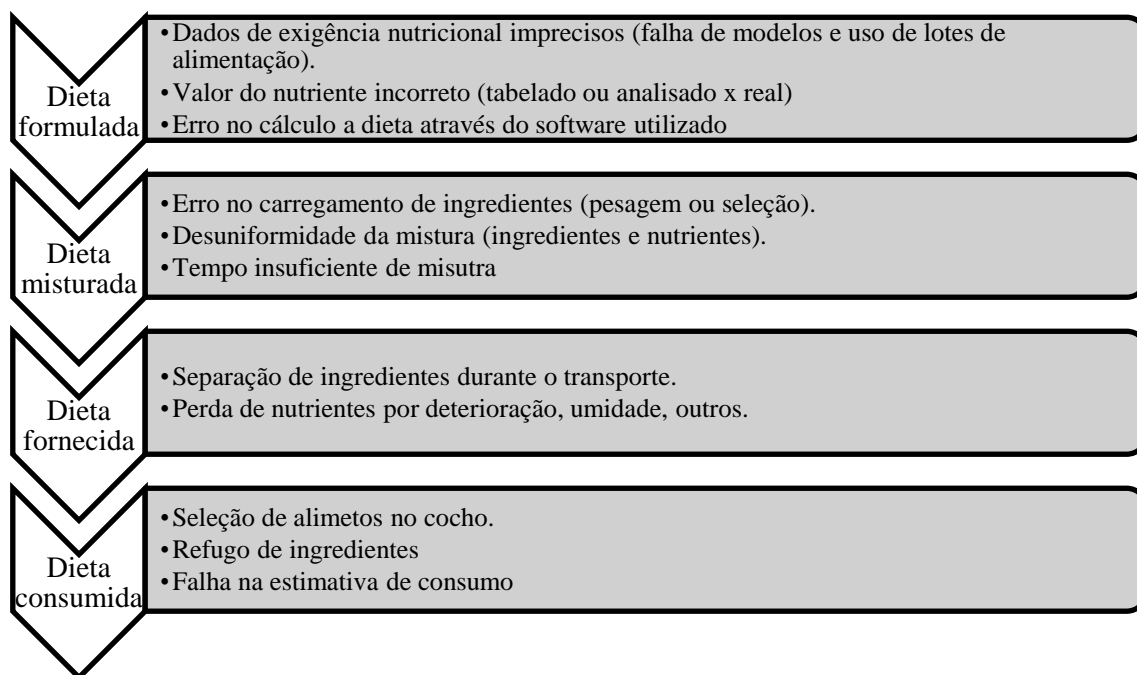 Dieta
formulada
•Dados de exigência nutricional imprecisos (falha de modelos e uso de lotes de
alimentação).
•Valor do nutriente incorreto (tabelado ou analisado x real)
•Erro no cálculo a dieta através do software utilizado
Dieta
misturada
•Erro no carregamento de ingredientes (pesagem ou seleção).
•Desuniformidade da mistura (ingredientes e nutrientes).
•Tempo insuficiente de misutra
Dieta
fornecida
•Separação de ingredientes durante o transporte.
•Perda de nutrientes por deterioração, umidade, outros.
Dieta
consumida
•Seleção de alimetos no cocho.
•Refugo de ingredientes
•Falha na estimativa de consumo